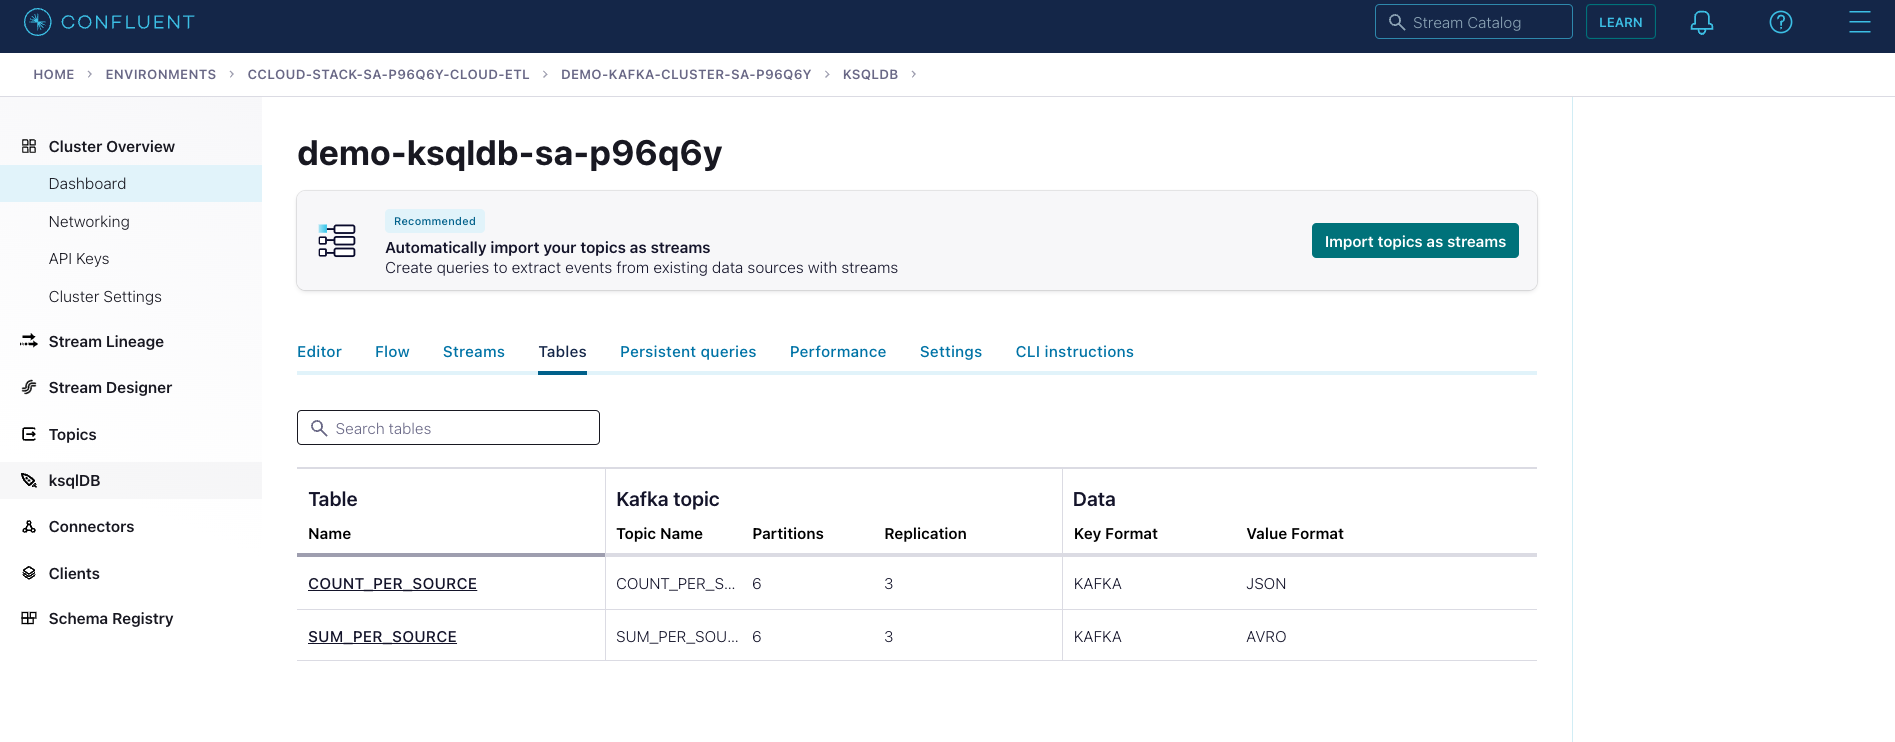 CONFLUENT
Stream Catalog
LEARN
HOME > ENVIRONMENTS > CCLOUD-STACK-SA-P96Q6Y-CLOUD-ETL > DEMO-KAFKA-CLUSTER-SA-P96Q6Y > KSQLDB >
Cluster Overview
Dashboard
Networking
API Keys
Cluster Settings
Stream Lineage
Stream Designer
Topics
ksqlDB
Connectors
Clients
Schema Registry
demo-ksqldb-sa-p96q6y
Recommended
Automatically import your topics as streams
Create queries to extract events from existing data sources with streams
Import topics as streams
Editor Flow Streams Tables Persistent queries Performance Settings CLI instructions
Search tables
Table Kafka topic Data
Name Topic Name Partitions Replication Key Format Value Format
COUNT_PER_SOURCE COUNT_PER_S... 6 3 KAFKA JSON
SUM_PER_SOURCE SUM_PER_SOU... 6 3 KAFKA AVRO